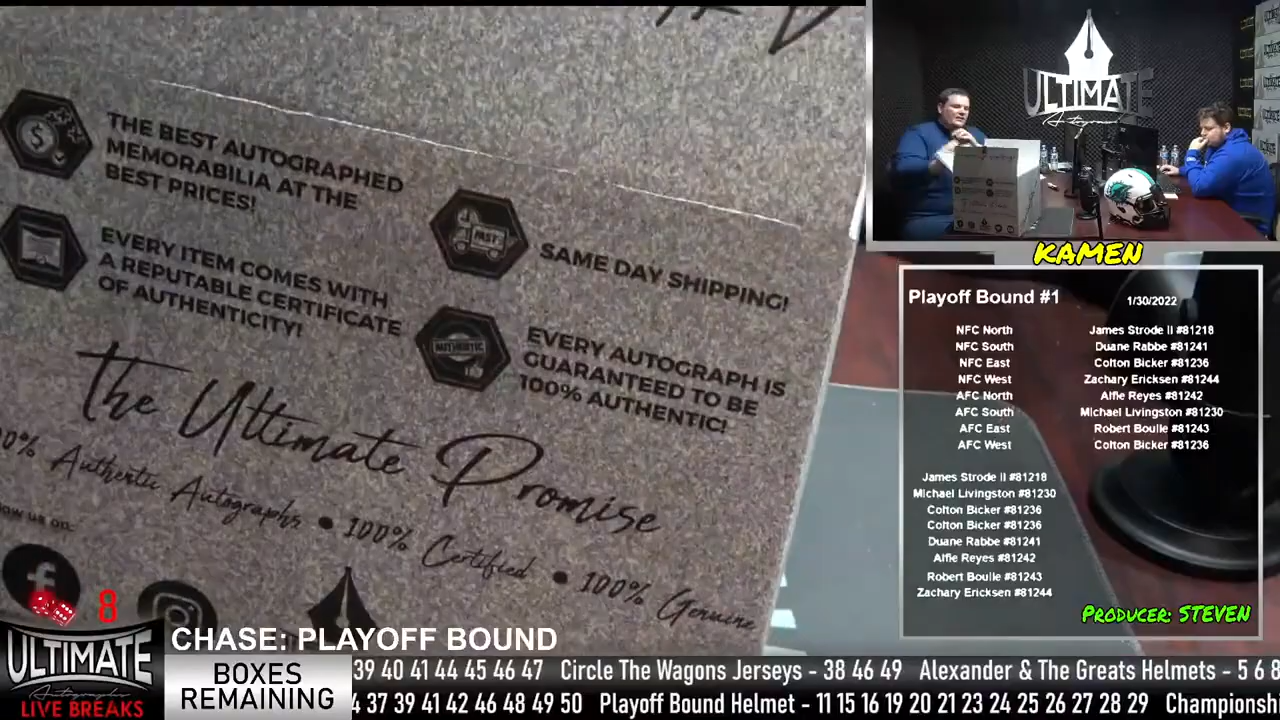 THE BEST AUTOGRAPHED
MEMORABILIA AT THE
BEST PRICES!
EVERY ITEM COMES WITH
A REPUTABLE CERTIFICATE
OF AUTHENTICITY!
FAST
SAME DAY SHIPPING!
AUTHENTIC
EVERY AUTOGRAPH IS
GUARANTEED TO BE
100% AUTHENTIC!
The Ultimate Promise
Authentic Autographs • 100% Certified • 100% Genuine
us on:
ULTIMATE
Autographs
KAMEN
Playoff Bound #1 1/30/2022
NFC North James Strode II #81218
NFC South Duane Rabbe #81241
NFC East Colton Bicker #81236
NFC West Zachary Ericksen #81244
AFC North Alfie Reyes #81242
AFC South Michael Livingston #81230
AFC East Robert Boulle #81243
AFC West Colton Bicker #81236
James Strode II #81218
Michael Livingston #81230
Colton Bicker #81236
Colton Bicker #81236
Duane Rabbe #81241
Alfie Reyes #81242
Robert Boulle #81243
Zachary Ericksen #81244
PRODUCER: STEVEN
8
ULTIMATE
Autographs
LIVE BREAKS
CHASE: PLAYOFF BOUND
BOXES
REMAINING
39 40 41 44 45 46 47 Circle The Wagons Jerseys - 38 46 49 Alexander & The Greats Helmets - 5 6 8
37 39 41 42 46 48 49 50 Playoff Bound Helmet - 11 15 16 19 20 21 23 24 25 26 27 28 29 Championsh